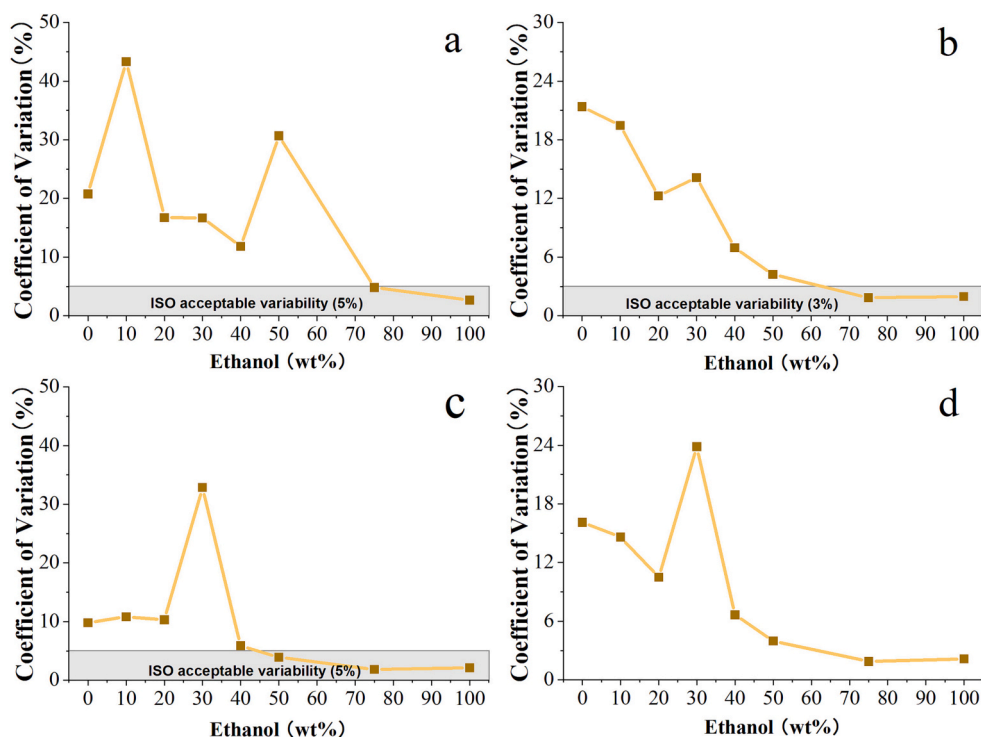 a
Coefficient of Variation (%)
50
40
30
20
10
0
ISO acceptable variability (5%)
0 10 20 30 40 50 60 70 80 90 100
Ethanol (wt%)
b
Coefficient of Variation (%)
30
24
18
12
6
0
ISO acceptable variability (3%)
0 10 20 30 40 50 60 70 80 90 100
Ethanol (wt%)
c
Coefficient of Variation (%)
50
40
30
20
10
0
ISO acceptable variability (5%)
0 10 20 30 40 50 60 70 80 90 100
Ethanol (wt%)
d
Coefficient of Variation (%)
30
24
18
12
6
0
0 10 20 30 40 50 60 70 80 90 100
Ethanol (wt%)